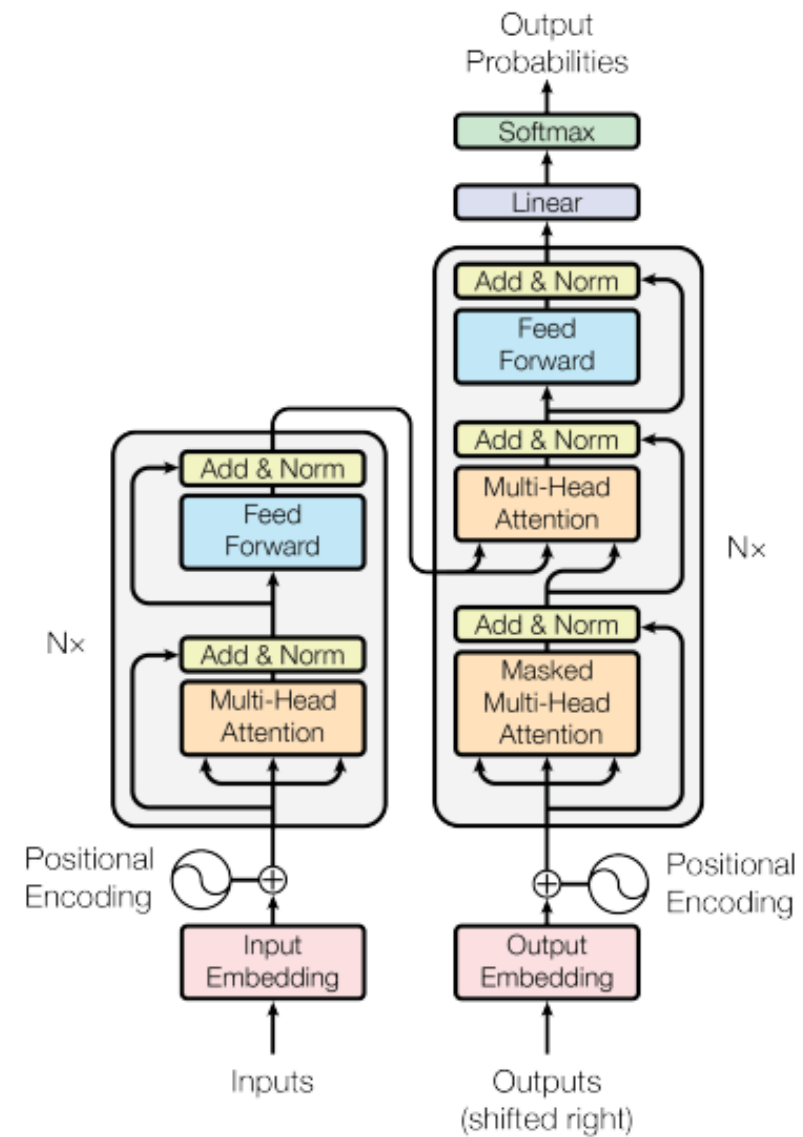 Output
Probabilities
Softmax
Linear
Add & Norm
Feed
Forward
Add & Norm
Multi-Head
Attention
Add & Norm
Masked
Multi-Head
Attention
N×
Add & Norm
Feed
Forward
Add & Norm
Multi-Head
Attention
N×
Positional
Encoding
Positional
Encoding
Input
Embedding
Output
Embedding
Inputs
Outputs
(shifted right)